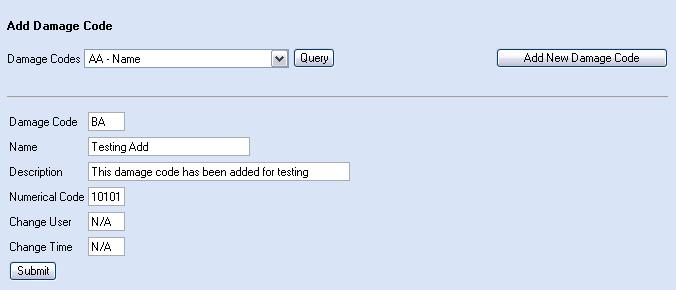 Add Damage Code
Damage Codes AA - Name Query Add New Damage Code
Damage Code BA
Name Testing Add
Description This damage code has been added for testing
Numerical Code 10101
Change User N/A
Change Time N/A
Submit